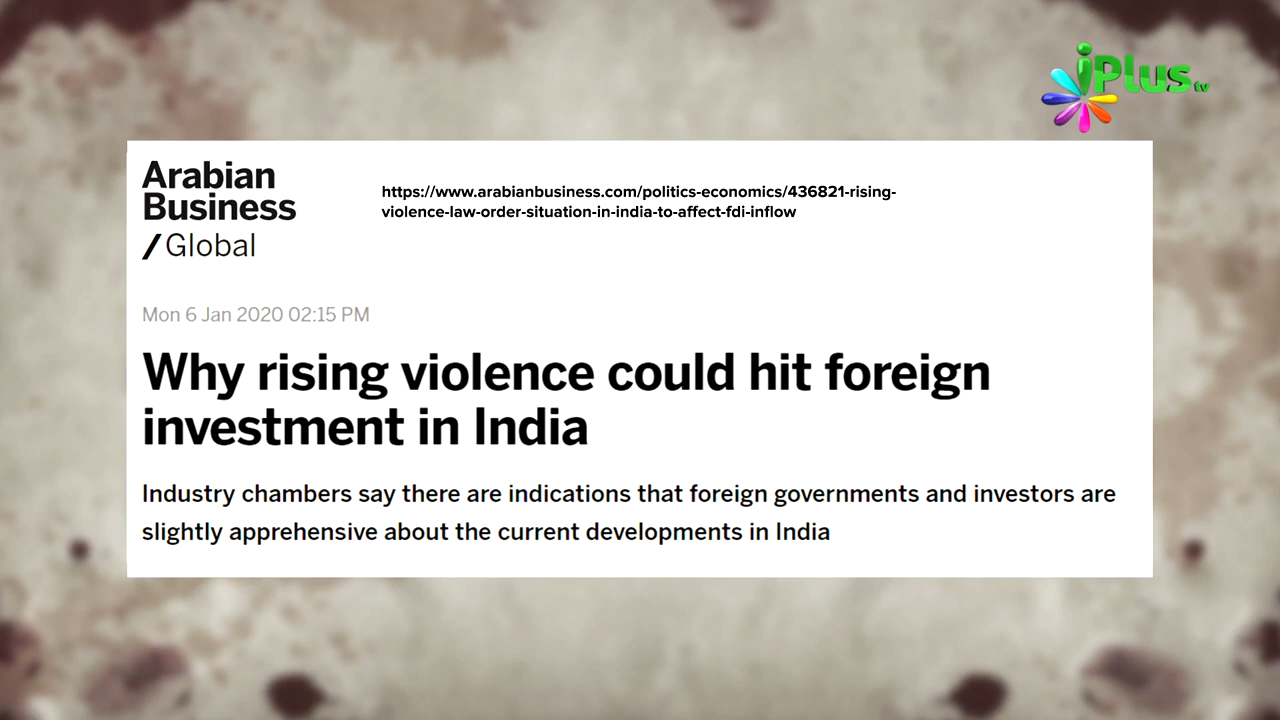 iPlus tv
Arabian
Business
/Global
https://www.arabianbusiness.com/politics-economics/436821-rising-
violence-law-order-situation-in-india-to-affect-fdi-inflow
Mon 6 Jan 2020 02:15 PM
Why rising violence could hit foreign
investment in India
Industry chambers say there are indications that foreign governments and investors are
slightly apprehensive about the current developments in India